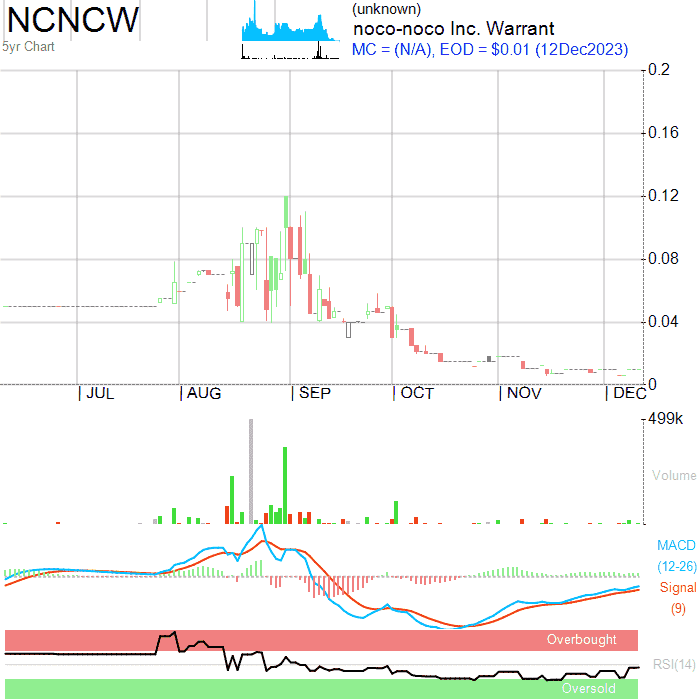 NCNCW
5yr Chart
(unknown)
noco-noco Inc. Warrant
MC = (N/A), EOD = $0.01 (12Dec2023)
0.2
0.16
0.12
0.08
0.04
0
| JUL | AUG | SEP | OCT | NOV | DEC
499k
Volume
MACD
(12-26)
Signal
(9)
Overbought
RSI(14)
Oversold